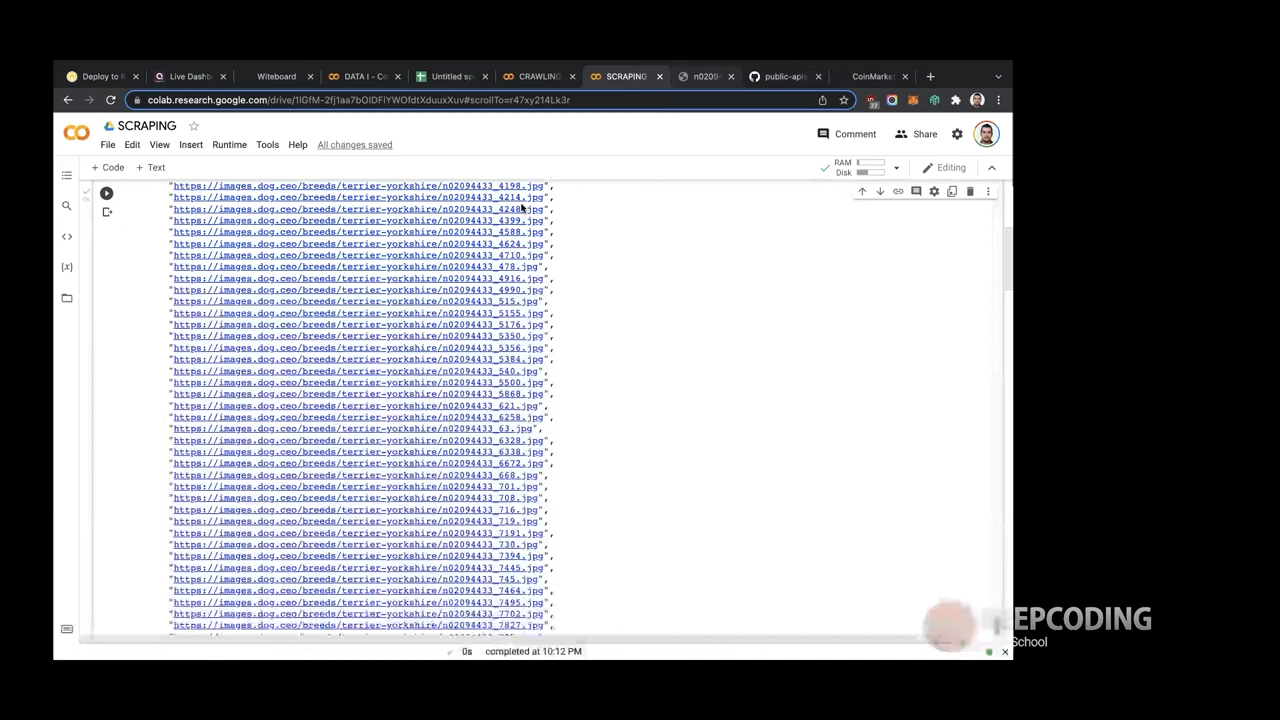 Deploy to K
Live Dashb
Witeboard
DATA I - Co
Untitled sp
CRAWLING
SCRAPING
n0209
public-apis
CoinMarket
colab.research.google.com/drive/1lGfM-2fj1aa7bOIDFlYWOfdtXduuxXuv#scrollTo=r47xy214Lk3r
SCRAPING
Comment
Share
File Edit View Insert Runtime Tools Help All changes saved
+ Code + Text
RAM
Disk
Editing
"https://images.dog.ceo/breeds/terrier-yorkshire/n02094433_4198.jpg",
"https://images.dog.ceo/breeds/terrier-yorkshire/n02094433_4214.jpg",
"https://images.dog.ceo/breeds/terrier-yorkshire/n02094433_4248.jpg",
"https://images.dog.ceo/breeds/terrier-yorkshire/n02094433_4399.jpg",
"https://images.dog.ceo/breeds/terrier-yorkshire/n02094433_4588.jpg",
"https://images.dog.ceo/breeds/terrier-yorkshire/n02094433_4624.jpg",
"https://images.dog.ceo/breeds/terrier-yorkshire/n02094433_4710.jpg",
"https://images.dog.ceo/breeds/terrier-yorkshire/n02094433_478.jpg",
"https://images.dog.ceo/breeds/terrier-yorkshire/n02094433_4916.jpg",
"https://images.dog.ceo/breeds/terrier-yorkshire/n02094433_4990.jpg",
"https://images.dog.ceo/breeds/terrier-yorkshire/n02094433_515.jpg",
"https://images.dog.ceo/breeds/terrier-yorkshire/n02094433_5155.jpg",
"https://images.dog.ceo/breeds/terrier-yorkshire/n02094433_5176.jpg",
"https://images.dog.ceo/breeds/terrier-yorkshire/n02094433_5350.jpg",
"https://images.dog.ceo/breeds/terrier-yorkshire/n02094433_5356.jpg",
"https://images.dog.ceo/breeds/terrier-yorkshire/n02094433_5384.jpg",
"https://images.dog.ceo/breeds/terrier-yorkshire/n02094433_540.jpg",
"https://images.dog.ceo/breeds/terrier-yorkshire/n02094433_5500.jpg",
"https://images.dog.ceo/breeds/terrier-yorkshire/n02094433_5868.jpg",
"https://images.dog.ceo/breeds/terrier-yorkshire/n02094433_621.jpg",
"https://images.dog.ceo/breeds/terrier-yorkshire/n02094433_6258.jpg",
"https://images.dog.ceo/breeds/terrier-yorkshire/n02094433_63.jpg",
"https://images.dog.ceo/breeds/terrier-yorkshire/n02094433_6328.jpg",
"https://images.dog.ceo/breeds/terrier-yorkshire/n02094433_6338.jpg",
"https://images.dog.ceo/breeds/terrier-yorkshire/n02094433_6672.jpg",
"https://images.dog.ceo/breeds/terrier-yorkshire/n02094433_668.jpg",
"https://images.dog.ceo/breeds/terrier-yorkshire/n02094433_701.jpg",
"https://images.dog.ceo/breeds/terrier-yorkshire/n02094433_708.jpg",
"https://images.dog.ceo/breeds/terrier-yorkshire/n02094433_716.jpg",
"https://images.dog.ceo/breeds/terrier-yorkshire/n02094433_719.jpg",
"https://images.dog.ceo/breeds/terrier-yorkshire/n02094433_7191.jpg",
"https://images.dog.ceo/breeds/terrier-yorkshire/n02094433_730.jpg",
"https://images.dog.ceo/breeds/terrier-yorkshire/n02094433_7394.jpg",
"https://images.dog.ceo/breeds/terrier-yorkshire/n02094433_7445.jpg",
"https://images.dog.ceo/breeds/terrier-yorkshire/n02094433_745.jpg",
"https://images.dog.ceo/breeds/terrier-yorkshire/n02094433_7464.jpg",
"https://images.dog.ceo/breeds/terrier-yorkshire/n02094433_7495.jpg",
"https://images.dog.ceo/breeds/terrier-yorkshire/n02094433_7702.jpg",
"https://images.dog.ceo/breeds/terrier-yorkshire/n02094433_7827.jpg",
EPCODING
School
0s completed at 10:12 PM